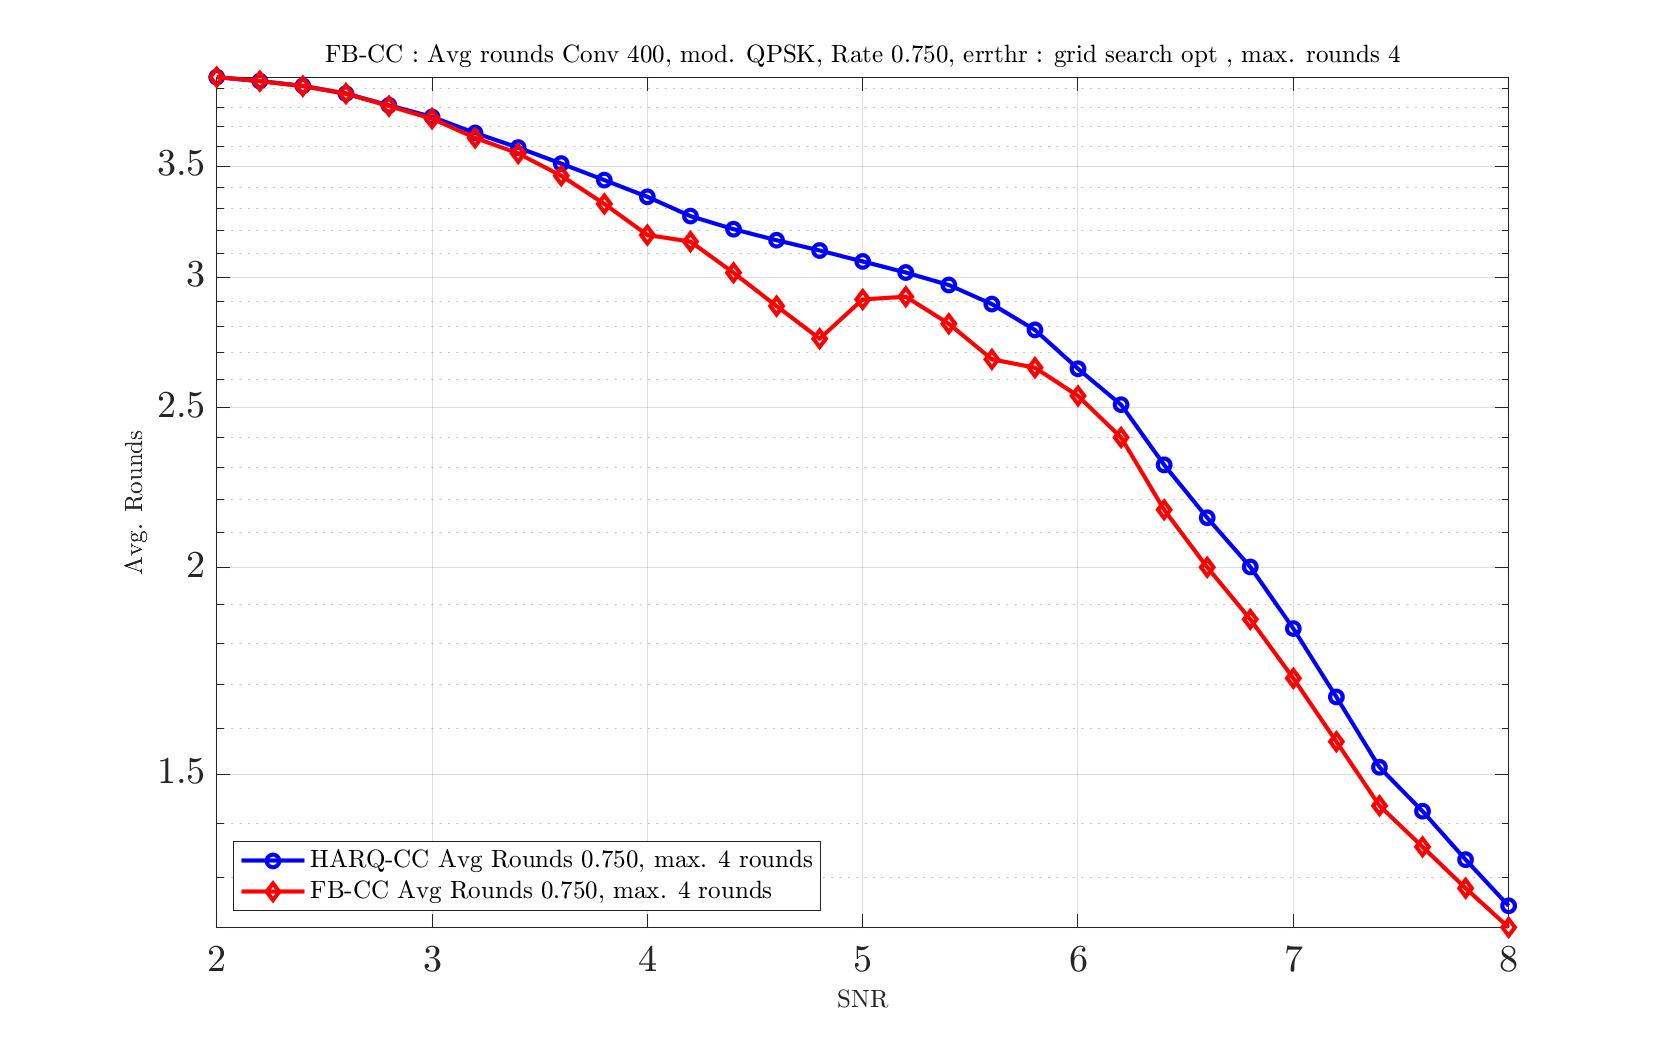 FB-CC : Avg rounds Conv 400, mod. QPSK, Rate 0.750, errthr : grid search opt , max. rounds 4
3.5
3
2.5
2
1.5
Avg. Rounds
HARQ-CC Avg Rounds 0.750, max. 4 rounds
FB-CC Avg Rounds 0.750, max. 4 rounds
2 3 4 5 6 7 8
SNR